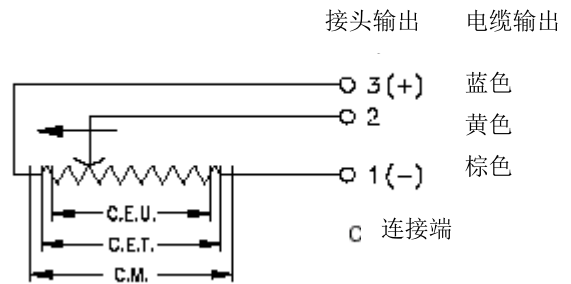 接头输出 电缆输出
3(+) 蓝色
2 黄色
1(-) 棕色
C.E.U.
C 连接端
C.E.T.
C.M.